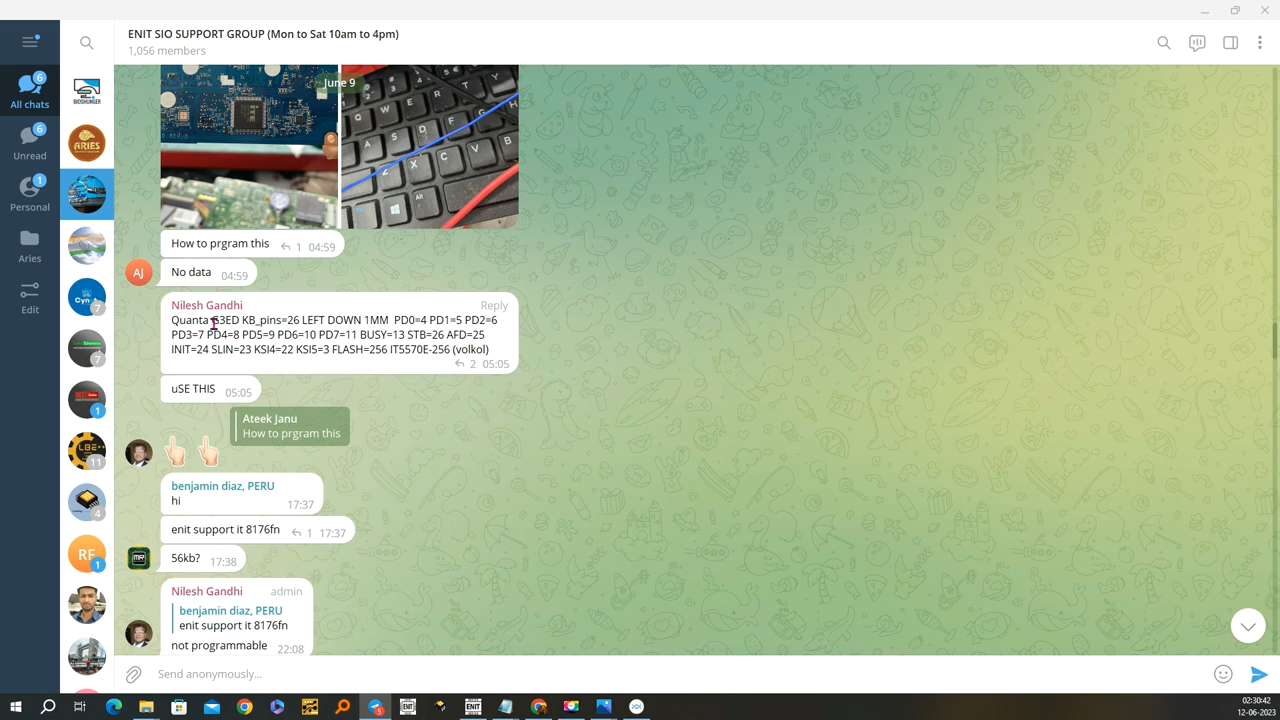 ENIT SIO SUPPORT GROUP (Mon to Sat 10am to 4pm)
1,056 members
6
All chats
6
Unread
1
Personal
Aries
Edit
BIOSHUNGER
ARIES
7
7
1
11
4
RF
1
June 9
How to prgram this
1 04:59
AJ
No data
04:59
Nilesh Gandhi
Reply
KB_pins=26 LEFT DOWN 1MM PD0=4 PD1=5 PD2=6
PD3=7 PD4=8 PD5=9 PD6=10 PD7=11 BUSY=13 STB=26 AFD=25
INIT=24 SLIN=23 KSI4=22 KSI5=3 FLASH=256 IT5570E-256 (volkol)
2 05:05
uSE THIS
05:05
Ateek Janu
How to prgram this
benjamin diaz, PERU
hi
17:37
enit support it 8176fn
1 17:37
56kb?
17:38
Nilesh Gandhi
admin
benjamin diaz, PERU
enit support it 8176fn
not programmable
22:08
Send anonymously...
02:30:42
12-06-2023